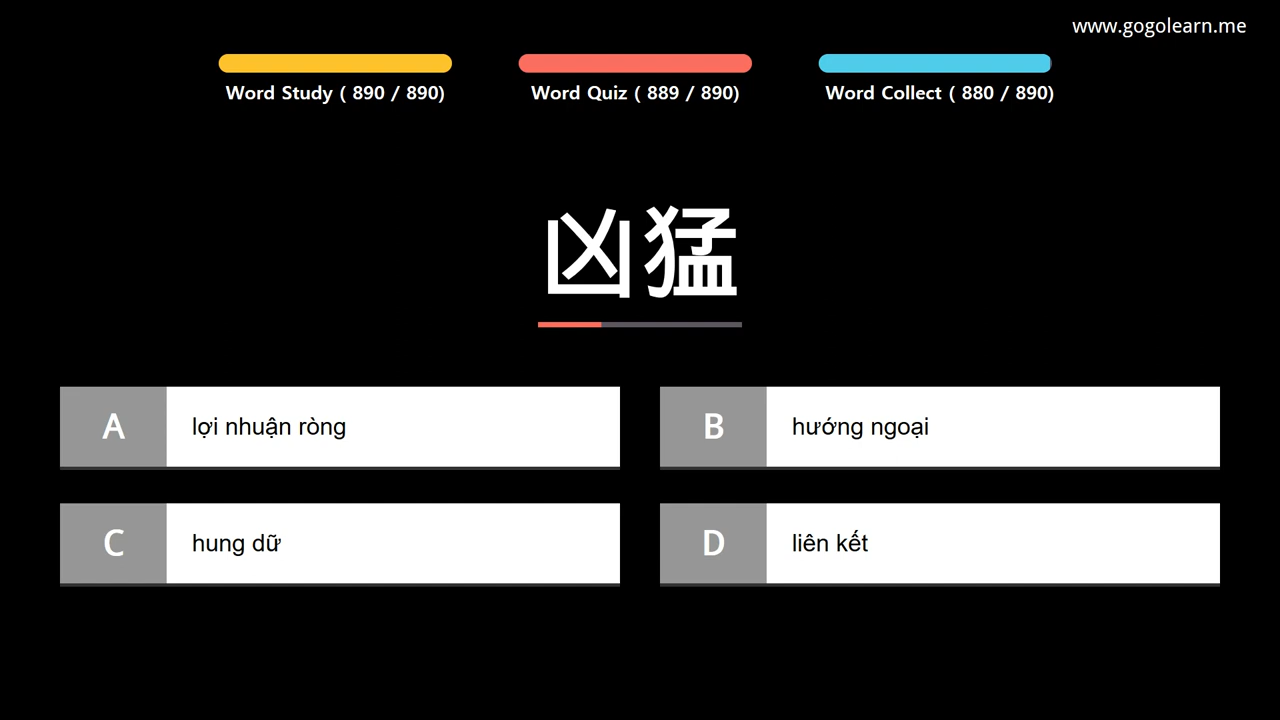 www.gogolearn.me
Word Study ( 890 / 890)
Word Quiz ( 889 / 890)
Word Collect ( 880 / 890)
凶猛
A lợi nhuận ròng
B hướng ngoại
C hung dữ
D liên kết